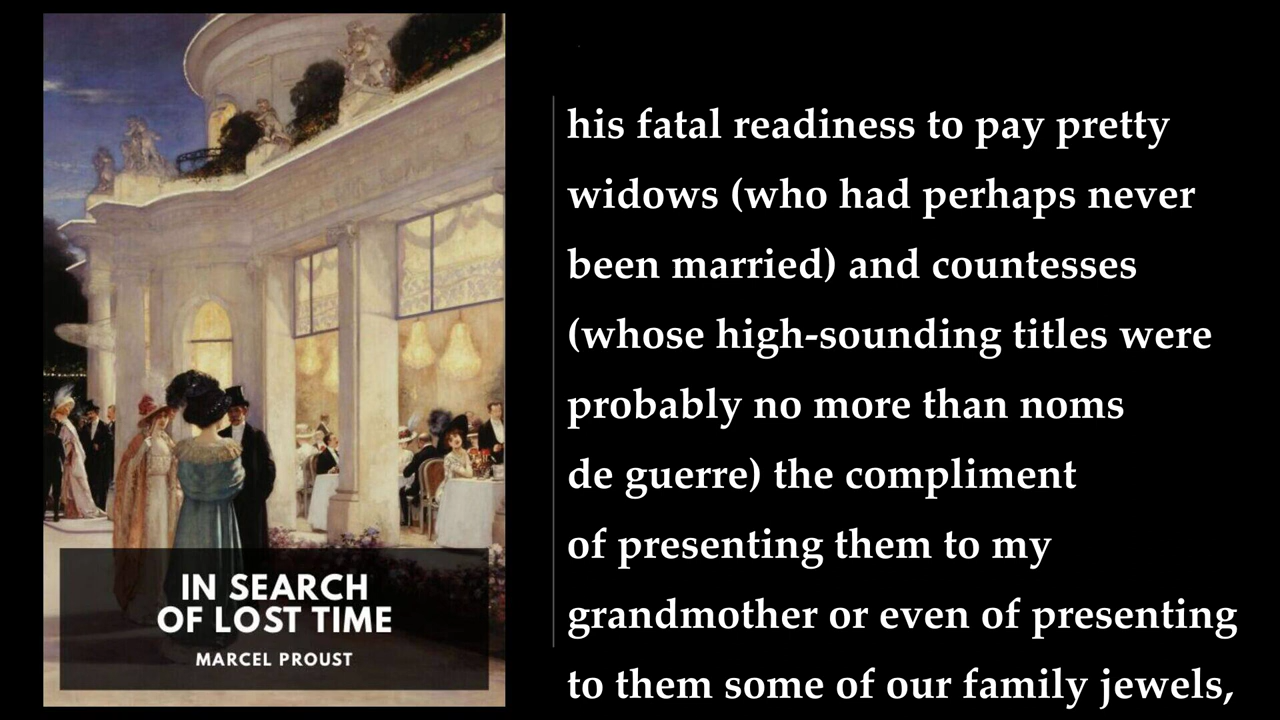 IN SEARCH
OF LOST TIME
MARCEL PROUST
his fatal readiness to pay pretty
widows (who had perhaps never
been married) and countesses
(whose high-sounding titles were
probably no more than noms
de guerre) the compliment
of presenting them to my
grandmother or even of presenting
to them some of our family jewels,